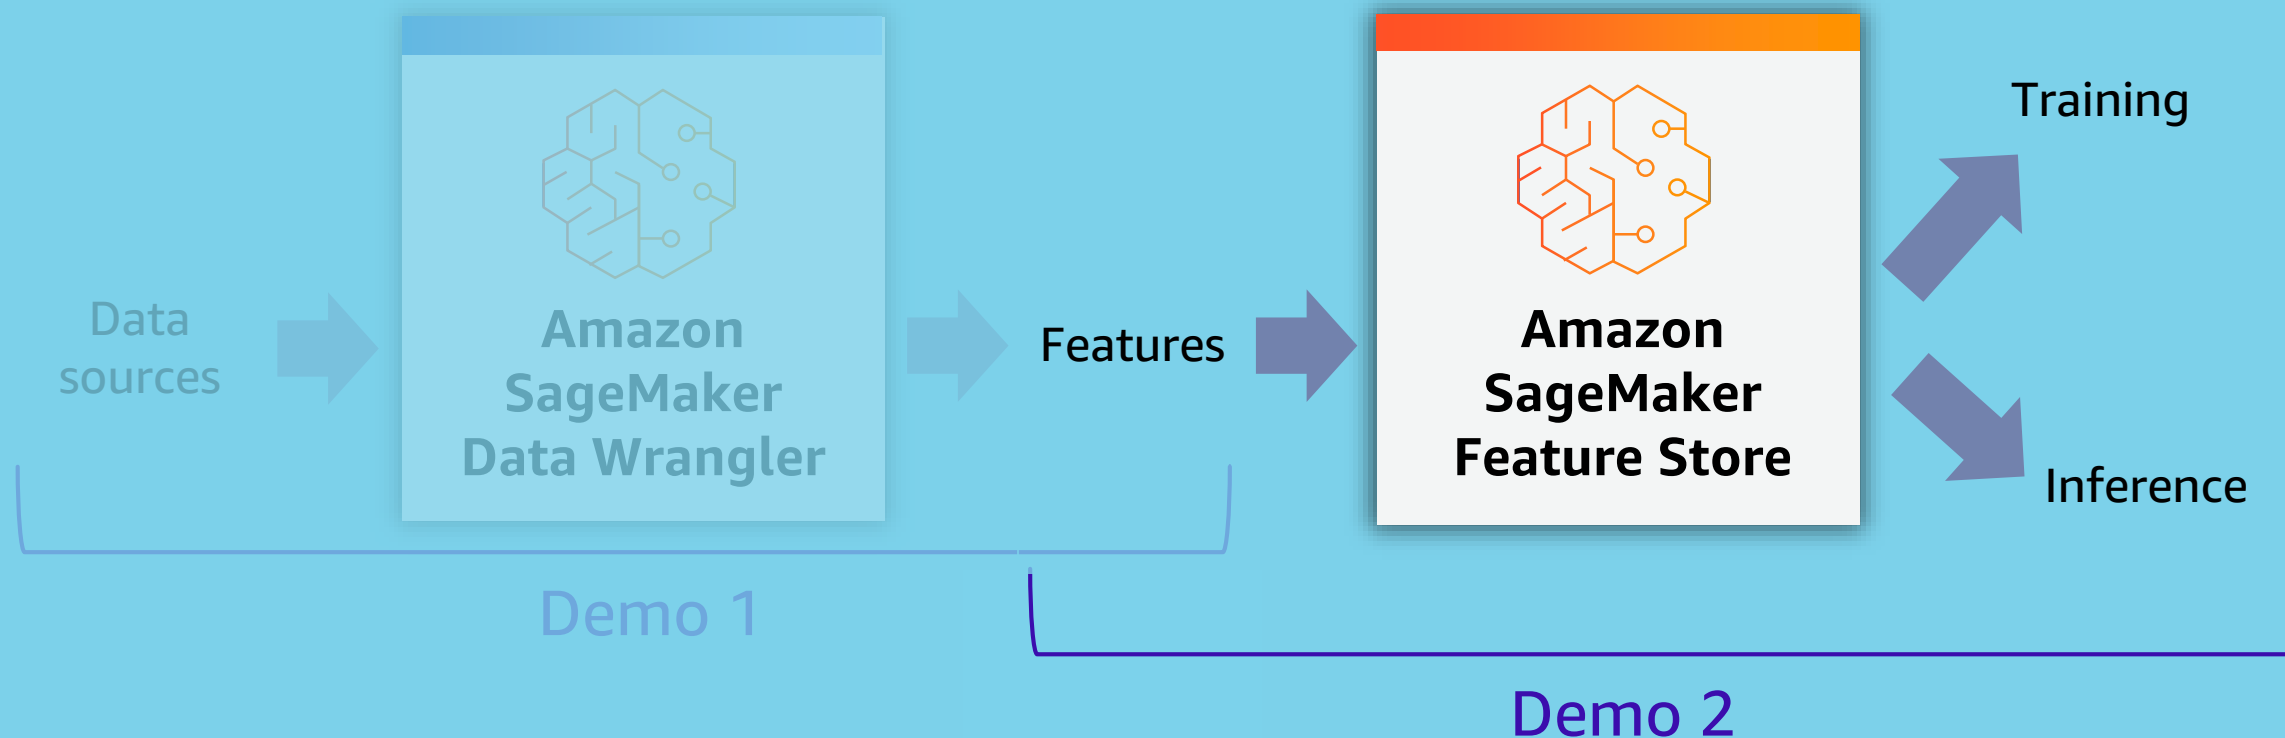 Data
sources
Amazon
SageMaker
Data Wrangler
Features
Amazon
SageMaker
Feature Store
Training
Inference
Demo 1
Demo 2